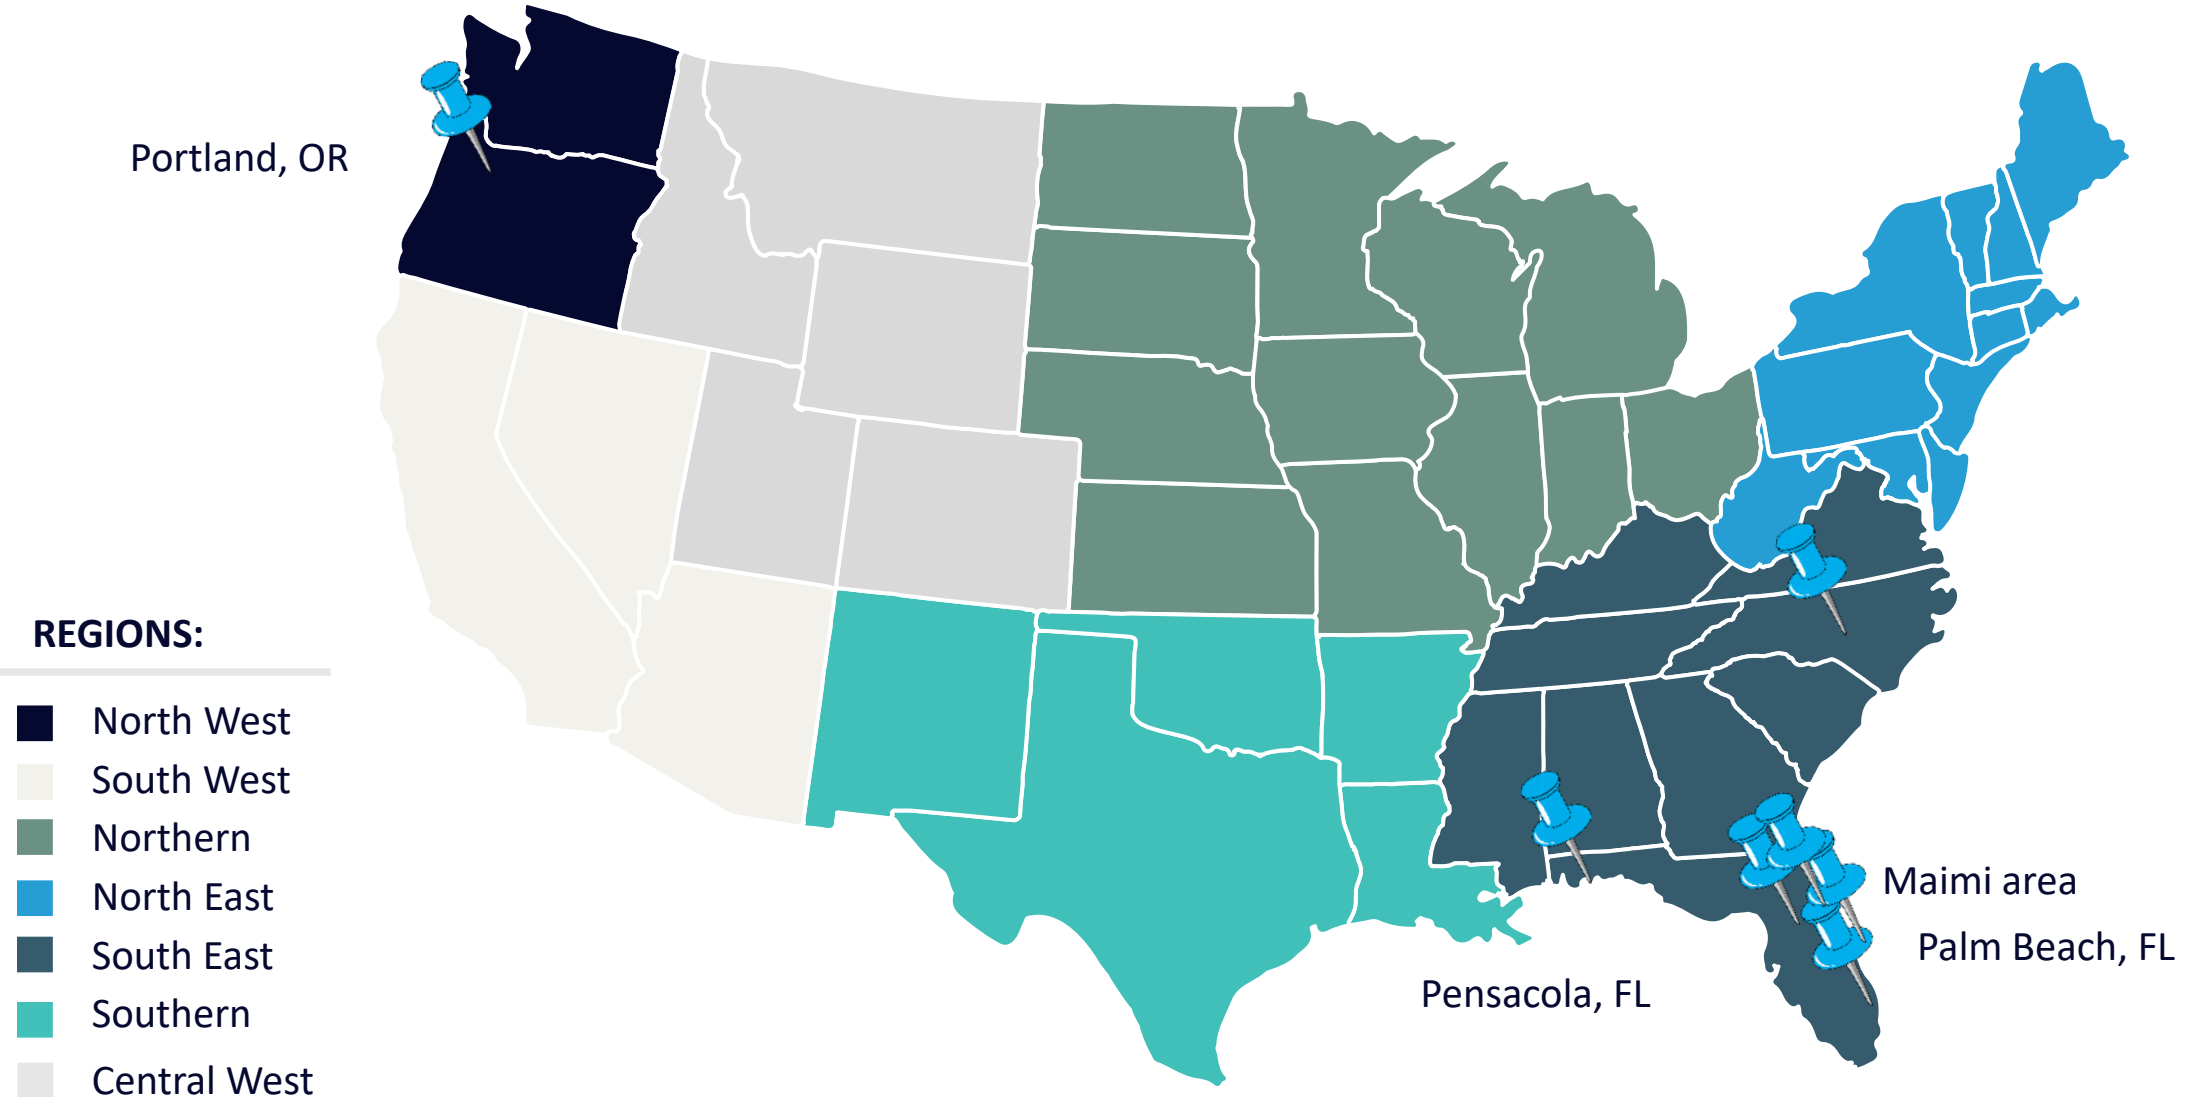 Portland, OR
REGIONS:
North West
South West
Northern
North East
South East
Southern
Central West
Maimi area
Palm Beach, FL
Pensacola, FL